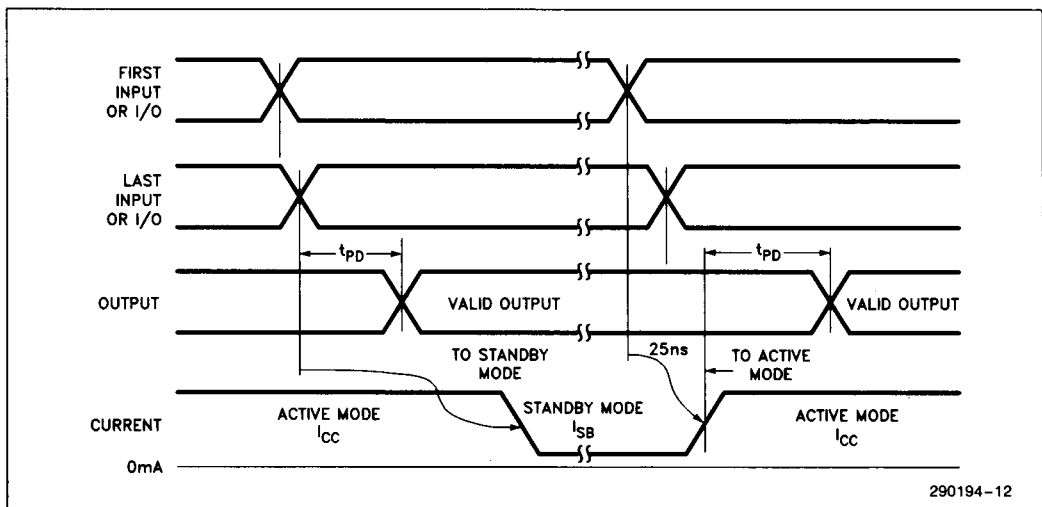 FIRST
INPUT
OR I/O
LAST
INPUT
OR I/O
tPD
tPD
OUTPUT
VALID OUTPUT
VALID OUTPUT
TO STANDBY
MODE
25ns
TO ACTIVE
MODE
CURRENT
ACTIVE MODE
ICC
STANDBY MODE
ISB
ACTIVE MODE
ICC
0mA
290194-12